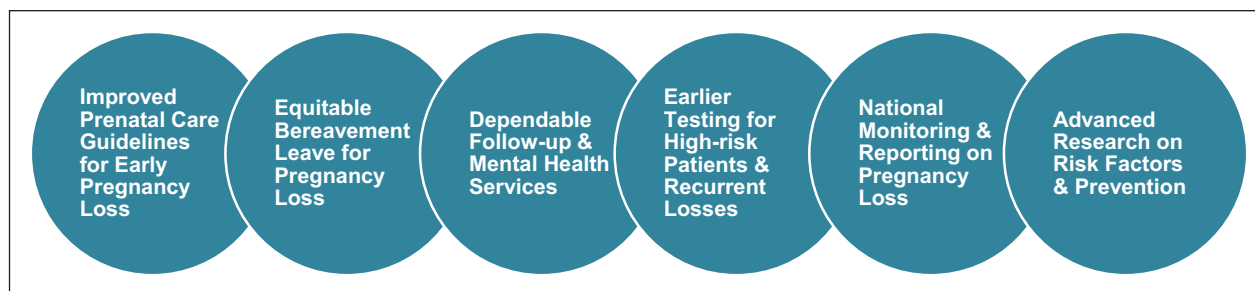 Improved
Prenatal Care
Guidelines
for Early
Pregnancy
Loss
Equitable
Bereavement
Leave for
Pregnancy
Loss
Dependable
Follow-up &
Mental Health
Services
Earlier
Testing for
High-risk
Patients &
Recurrent
Losses
National
Monitoring &
Reporting on
Pregnancy
Loss
Advanced
Research on
Risk Factors
& Prevention